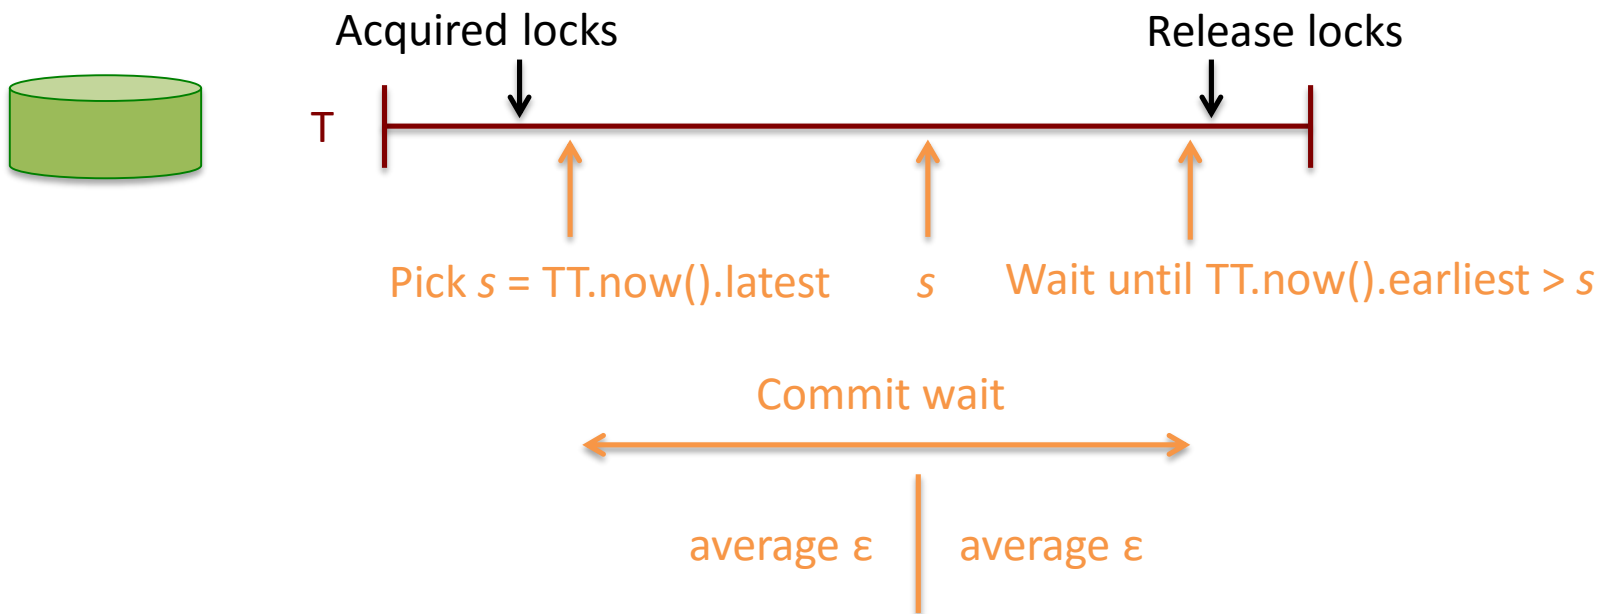 Acquired locks
Release locks
T
Pick s = TT.now().latest
s
Wait until TT.now().earliest > s
Commit wait
average ε
average ε